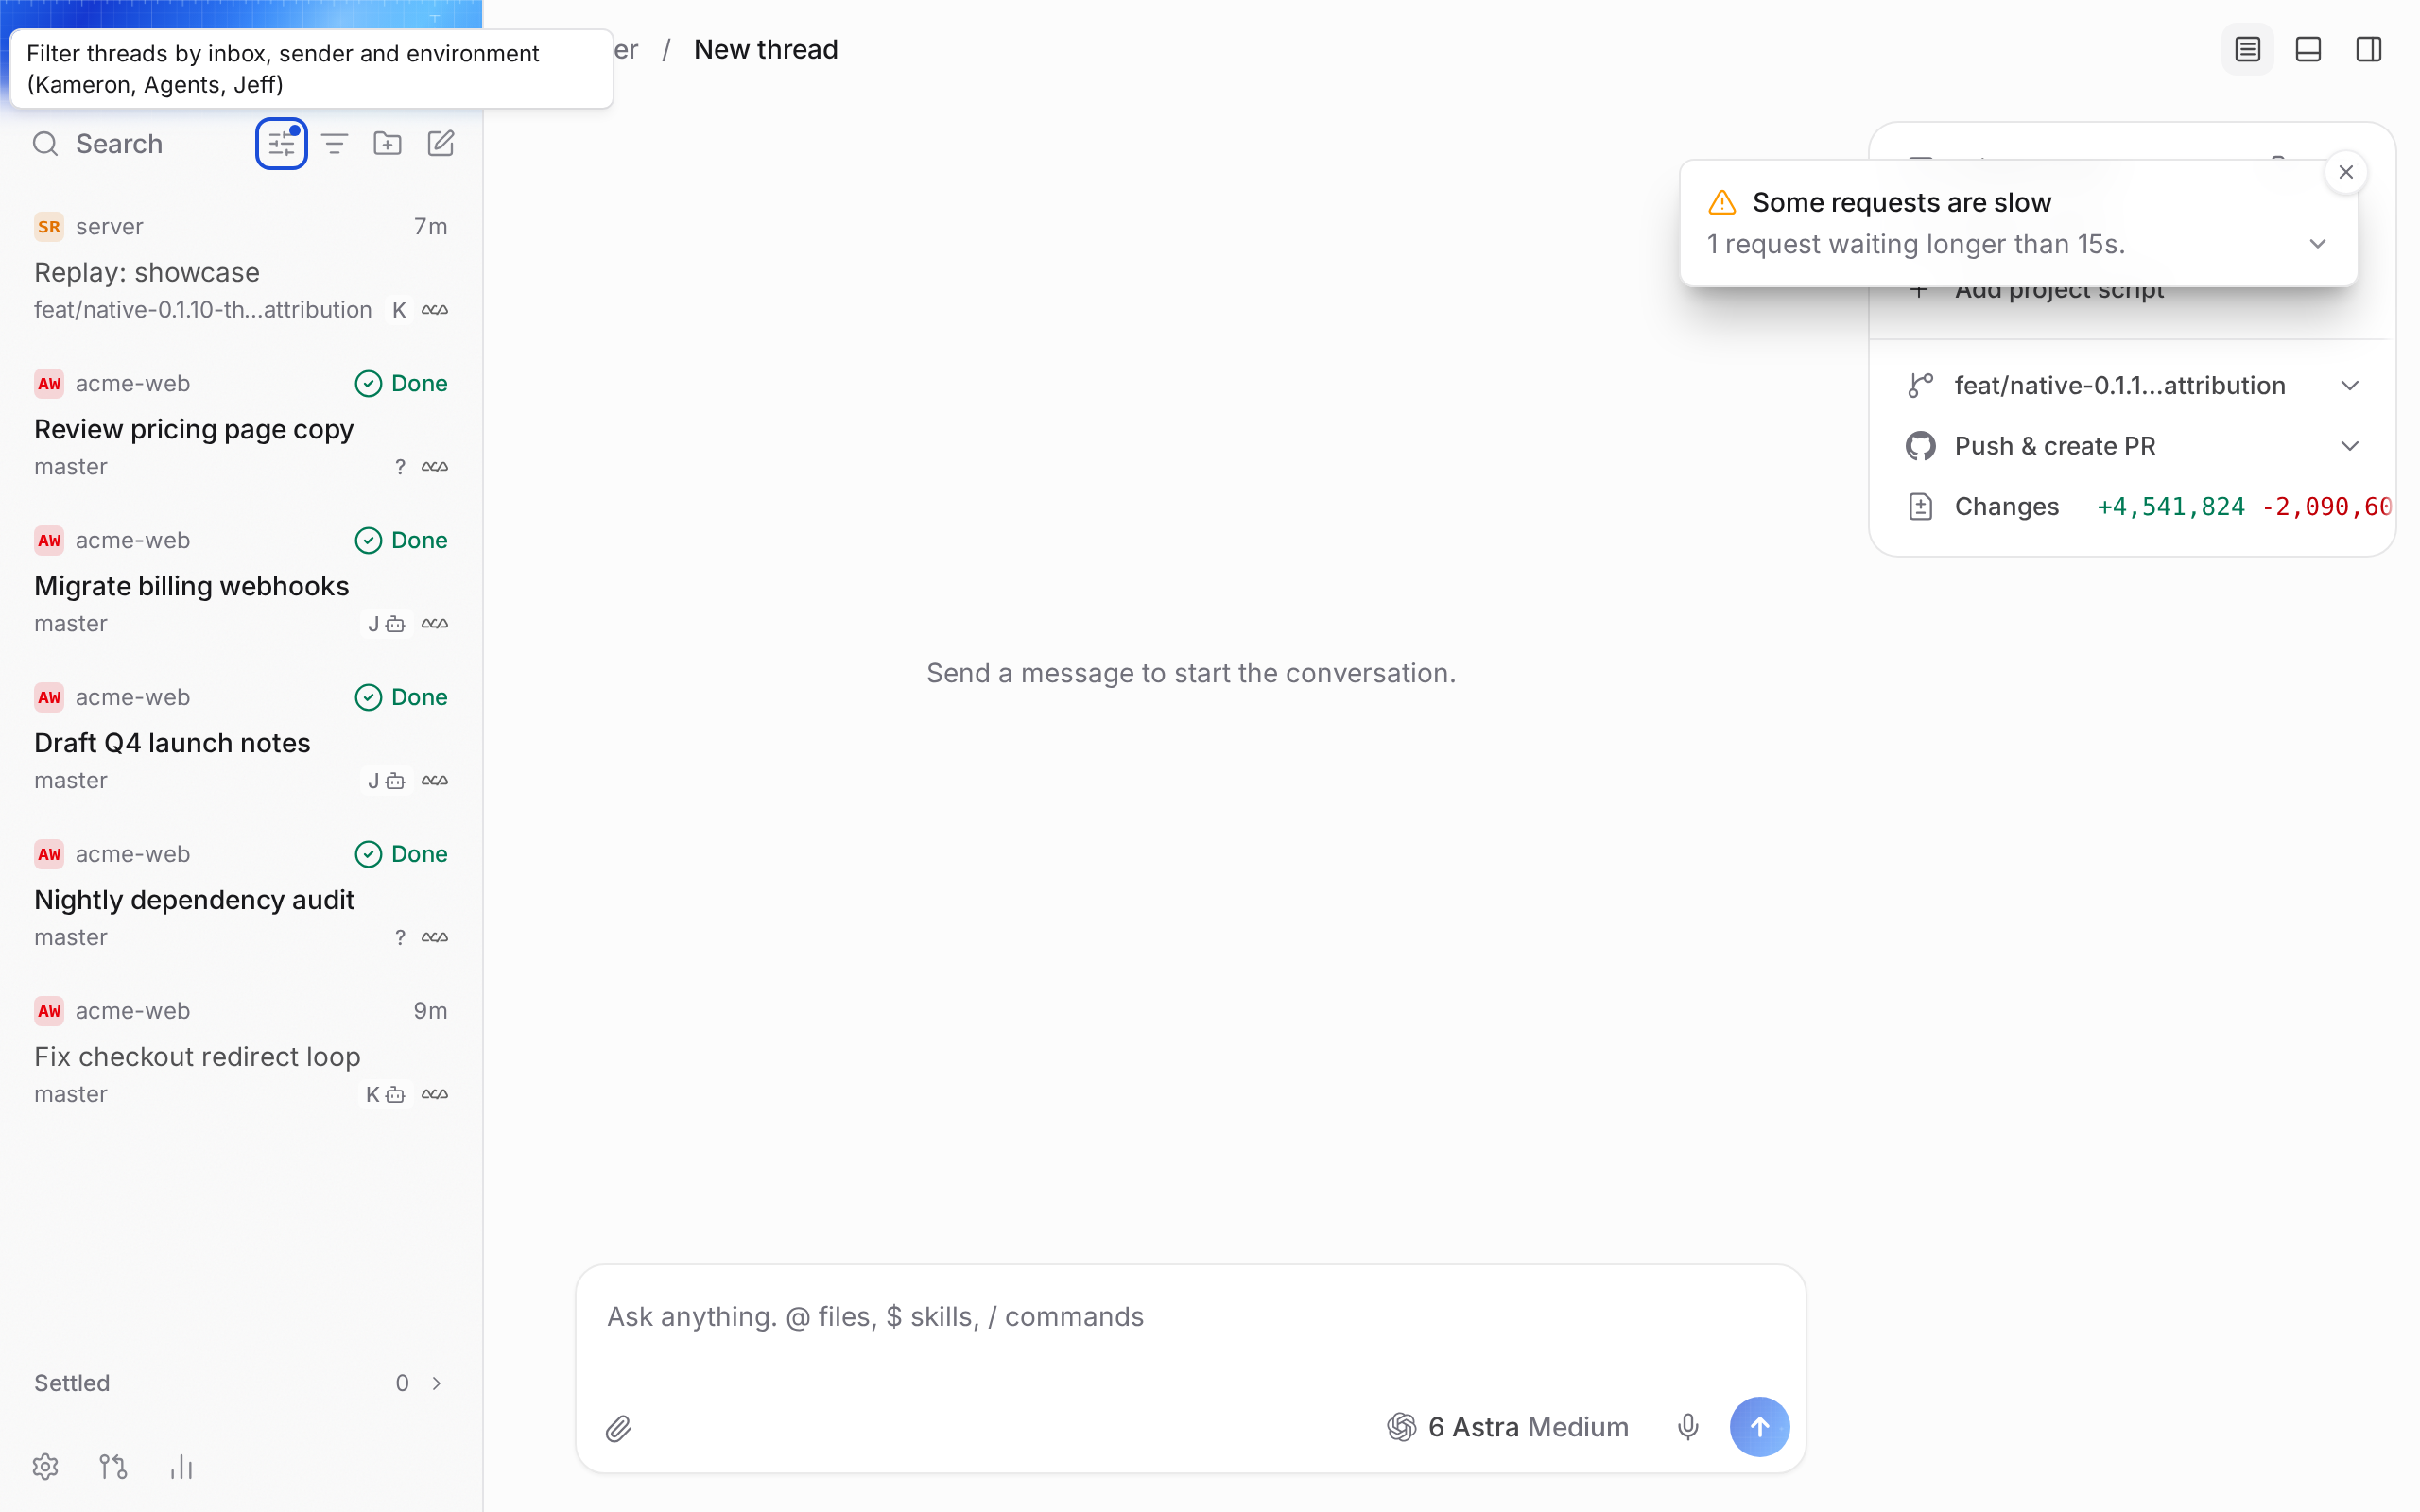 Filter threads by inbox, sender and environment
(Kameron, Agents, Jeff)
er / New thread
Search
SR server 7m
Replay: showcase
feat/native-0.1.10-th...attribution K
AW acme-web Done
Review pricing page copy
master ?
AW acme-web Done
Migrate billing webhooks
master J
AW acme-web Done
Draft Q4 launch notes
master J
AW acme-web Done
Nightly dependency audit
master ?
AW acme-web 9m
Fix checkout redirect loop
master K
Settled 0
Some requests are slow
1 request waiting longer than 15s.
Add project script
feat/native-0.1.1...attribution
Push & create PR
Changes +4,541,824 -2,090,60
Send a message to start the conversation.
Ask anything. @ files, $ skills, / commands
6 Astra Medium